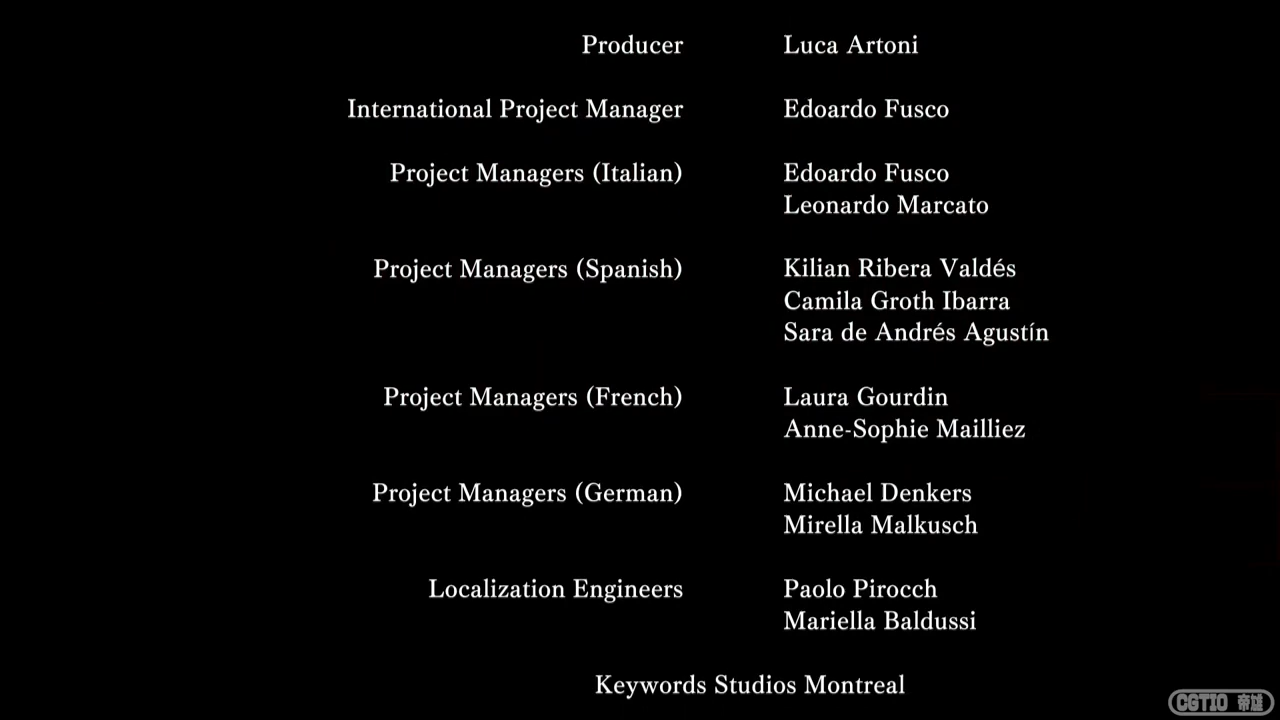 Producer Luca Artoni
International Project Manager Edoardo Fusco
Project Managers (Italian) Edoardo Fusco
Leonardo Marcato
Project Managers (Spanish) Kilian Ribera Valdés
Camila Groth Ibarra
Sara de Andrés Agustín
Project Managers (French) Laura Gourdin
Anne-Sophie Mailliez
Project Managers (German) Michael Denkers
Mirella Malkusch
Localization Engineers Paolo Pirocch
Mariella Baldussi
Keywords Studios Montreal
CGTIO 帝雄